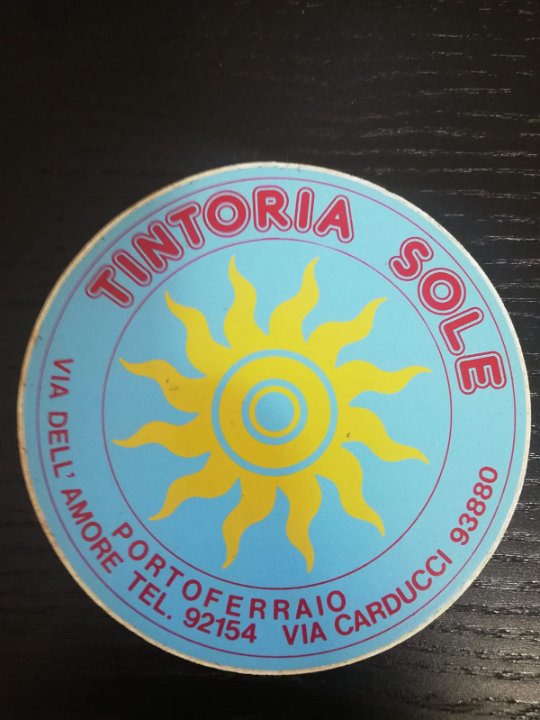 TINTORIA SOLE
PORTOFERRAIO
VIA DELL' AMORE TEL. 92154 VIA CARDUCCI 93880